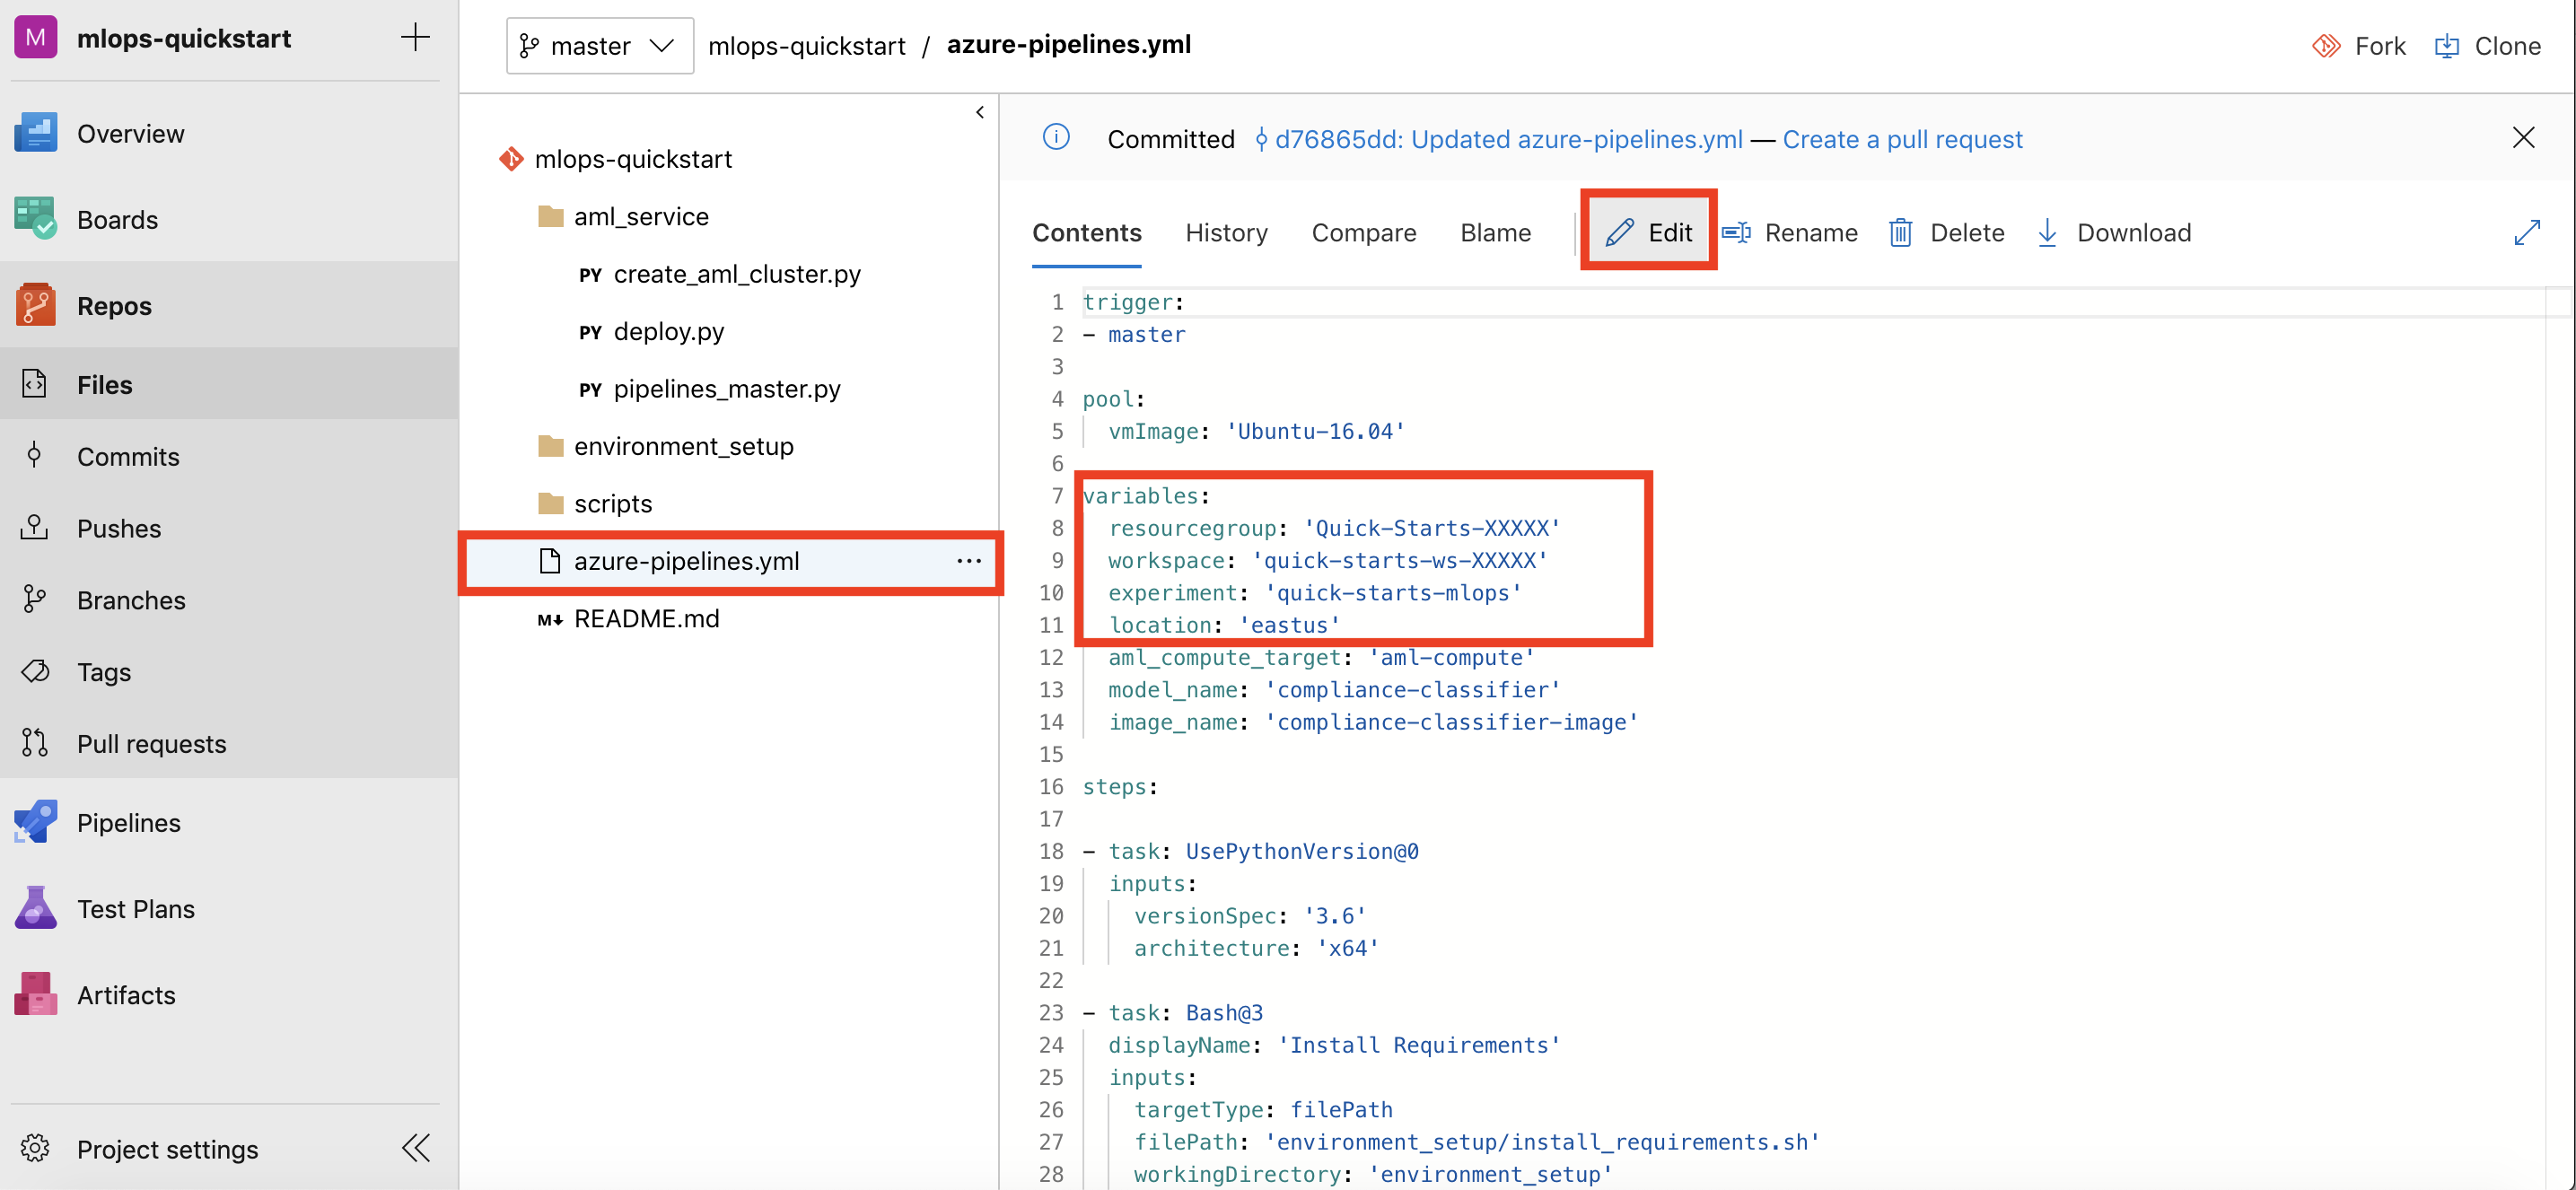 M mlops-quickstart
Overview
Boards
Repos
Files
Commits
Pushes
Branches
Tags
Pull requests
Pipelines
Test Plans
Artifacts
Project settings
master mlops-quickstart / azure-pipelines.yml Fork Clone
mlops-quickstart
aml_service
PY create_aml_cluster.py
PY deploy.py
PY pipelines_master.py
environment_setup
scripts
azure-pipelines.yml ...
M↓ README.md
Committed d76865dd: Updated azure-pipelines.yml — Create a pull request
Contents History Compare Blame Edit Rename Delete Download
1 trigger:
2 - master
3
4 pool:
5 vmImage: 'Ubuntu-16.04'
6
7 variables:
8 resourcegroup: 'Quick-Starts-XXXXX'
9 workspace: 'quick-starts-ws-XXXXX'
10 experiment: 'quick-starts-mlops'
11 location: 'eastus'
12 aml_compute_target: 'aml-compute'
13 model_name: 'compliance-classifier'
14 image_name: 'compliance-classifier-image'
15
16 steps:
17
18 - task: UsePythonVersion@0
19 inputs:
20 versionSpec: '3.6'
21 architecture: 'x64'
22
23 - task: Bash@3
24 displayName: 'Install Requirements'
25 inputs:
26 targetType: filePath
27 filePath: 'environment_setup/install_requirements.sh'
28 workingDirectory: 'environment_setup'